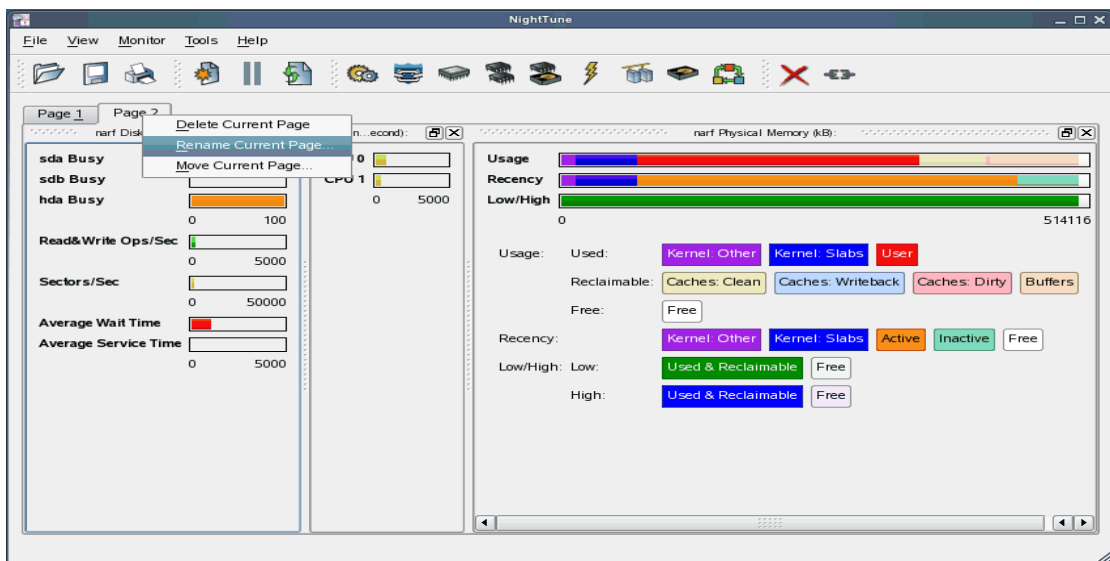 NightTune
File View Monitor Tools Help
Page 1 Page 2
Delete Current Page
Rename Current Page...
Move Current Page...
narf Disk
n...econd):
narf Physical Memory (kB):
sda Busy
sdb Busy
hda Busy
0 100
Read&Write Ops/Sec
0 5000
Sectors/Sec
0 50000
Average Wait Time
Average Service Time
0 5000
0
CPU 1
0 5000
Usage
Recency
Low/High
0 514116
Usage: Used: Kernel: Other Kernel: Slabs User
Reclaimable: Caches: Clean Caches: Writeback Caches: Dirty Buffers
Free: Free
Recency: Kernel: Other Kernel: Slabs Active Inactive Free
Low/High: Low: Used & Reclaimable Free
High: Used & Reclaimable Free